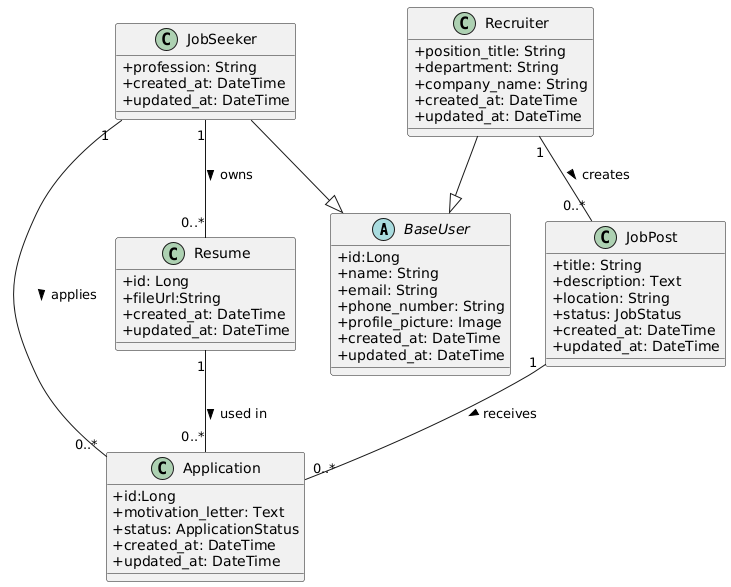 C JobSeeker
+profession: String
+created_at: DateTime
+updated_at: DateTime
C Recruiter
+position_title: String
+department: String
+company_name: String
+created_at: DateTime
+updated_at: DateTime
1
1
1
owns
creates
0..*
0..*
C Resume
+id: Long
+fileUrl:String
+created_at: DateTime
+updated_at: DateTime
A BaseUser
+id:Long
+name: String
+email: String
+phone_number: String
+profile_picture: Image
+created_at: DateTime
+updated_at: DateTime
C JobPost
+title: String
+description: Text
+location: String
+status: JobStatus
+created_at: DateTime
+updated_at: DateTime
applies
1
1
used in
receives
0..*
0..*
0..*
C Application
+id:Long
+motivation_letter: Text
+status: ApplicationStatus
+created_at: DateTime
+updated_at: DateTime